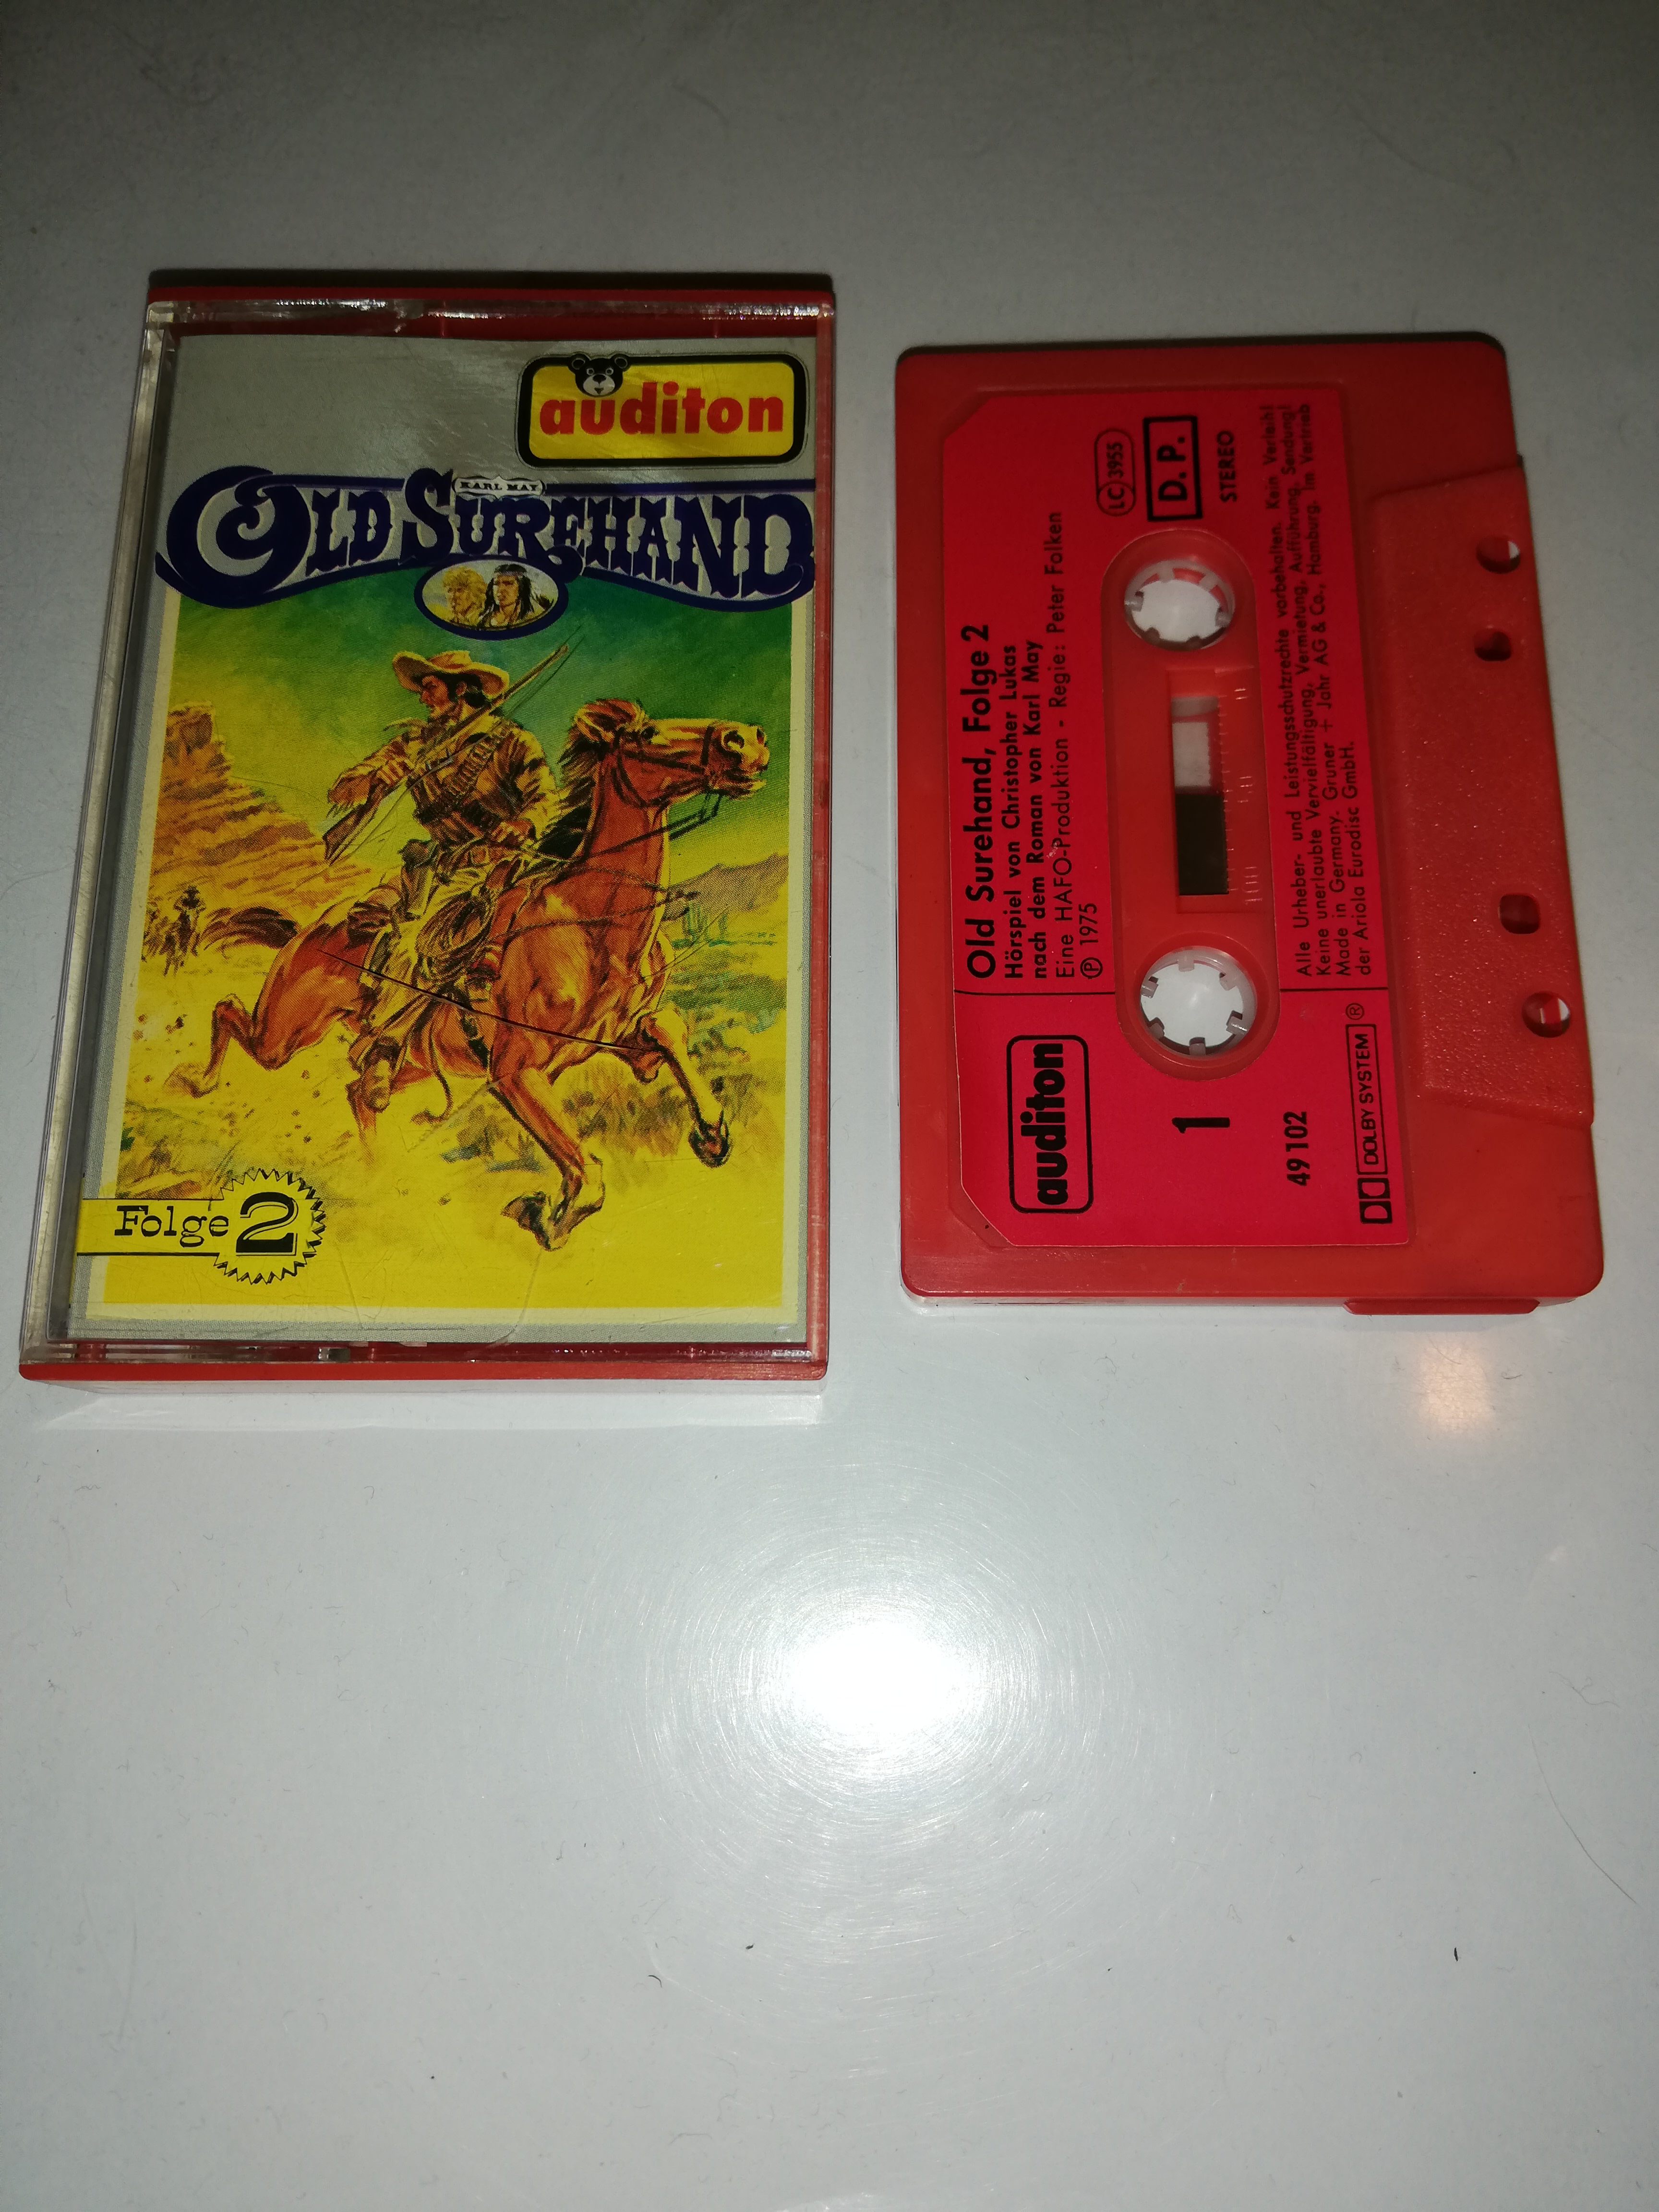 auditon
KARL MAY
OLD SUREHAND
Folge 2
Old Surehand, Folge 2
Hörspiel von Christopher Lukas
nach dem Roman von Karl May
Eine HAFO-Produktion - Regie: Peter Folken
℗ 1975
LC 3955
D. P.
STEREO
auditon
1
49 102
DOLBY SYSTEM ®
Alle Urheber- und Leistungsschutzrechte vorbehalten. Kein Verleih!
Keine unerlaubte Vervielfältigung, Vermietung, Aufführung, Sendung!
Made in Germany. Gruner + Jahr AG & Co., Hamburg. Im Vertrieb
der Ariola Eurodisc GmbH.